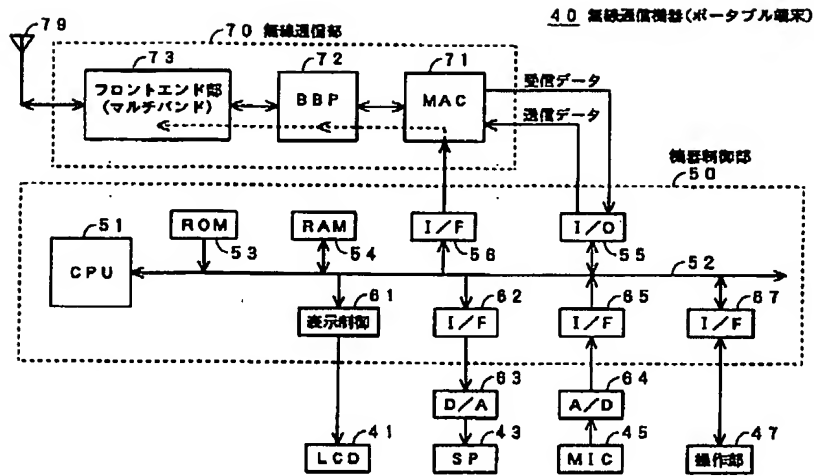 40 無線通信機器(ポータブル端末)
79
70 無線通信部
73
フロントエンド部
(マルチバンド)
72
BBP
71
MAC
受信データ
送信データ
機器制御部
50
51
CPU
ROM
53
RAM
54
I/F
56
I/O
55
52
61
表示制御
62
I/F
65
I/F
67
I/F
63
D/A
64
A/D
41
LCD
43
SP
45
MIC
47
操作部